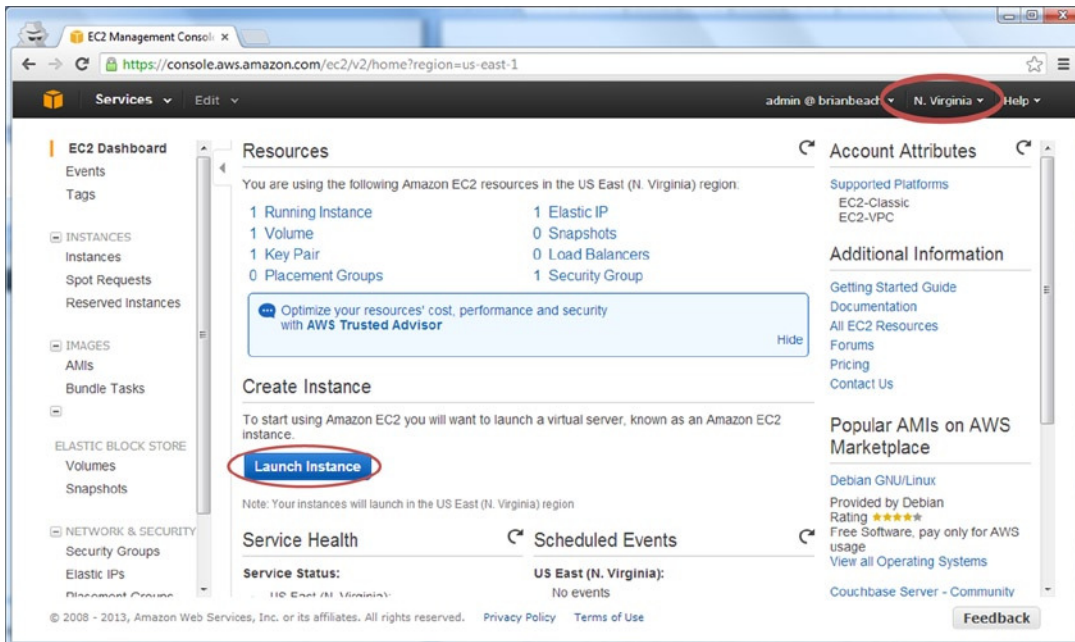 EC2 Management Consol
https://console.aws.amazon.com/ec2/v2/home?region=us-east-1
Services
Edit
admin @ brianbeach
N. Virginia
Help
EC2 Dashboard
Events
Tags
INSTANCES
Instances
Spot Requests
Reserved Instances
IMAGES
AMIs
Bundle Tasks
ELASTIC BLOCK STORE
Volumes
Snapshots
NETWORK & SECURITY
Security Groups
Elastic IPs
Placement Groups
Resources
You are using the following Amazon EC2 resources in the US East (N. Virginia) region:
1 Running Instance
1 Elastic IP
1 Volume
0 Snapshots
1 Key Pair
0 Load Balancers
0 Placement Groups
1 Security Group
Optimize your resources' cost, performance and security
with AWS Trusted Advisor
Hide
Create Instance
To start using Amazon EC2 you will want to launch a virtual server, known as an Amazon EC2
instance.
Launch Instance
Note: Your instances will launch in the US East (N. Virginia) region
Service Health
Service Status:
US East (N. Virginia):
Scheduled Events
US East (N. Virginia):
No events
Account Attributes
Supported Platforms
EC2-Classic
EC2-VPC
Additional Information
Getting Started Guide
Documentation
All EC2 Resources
Forums
Pricing
Contact Us
Popular AMIs on AWS
Marketplace
Debian GNU/Linux
Provided by Debian
Rating
Free Software, pay only for AWS
usage
View all Operating Systems
Couchbase Server - Community
© 2008 - 2013, Amazon Web Services, Inc. or its affiliates. All rights reserved.
Privacy Policy
Terms of Use
Feedback